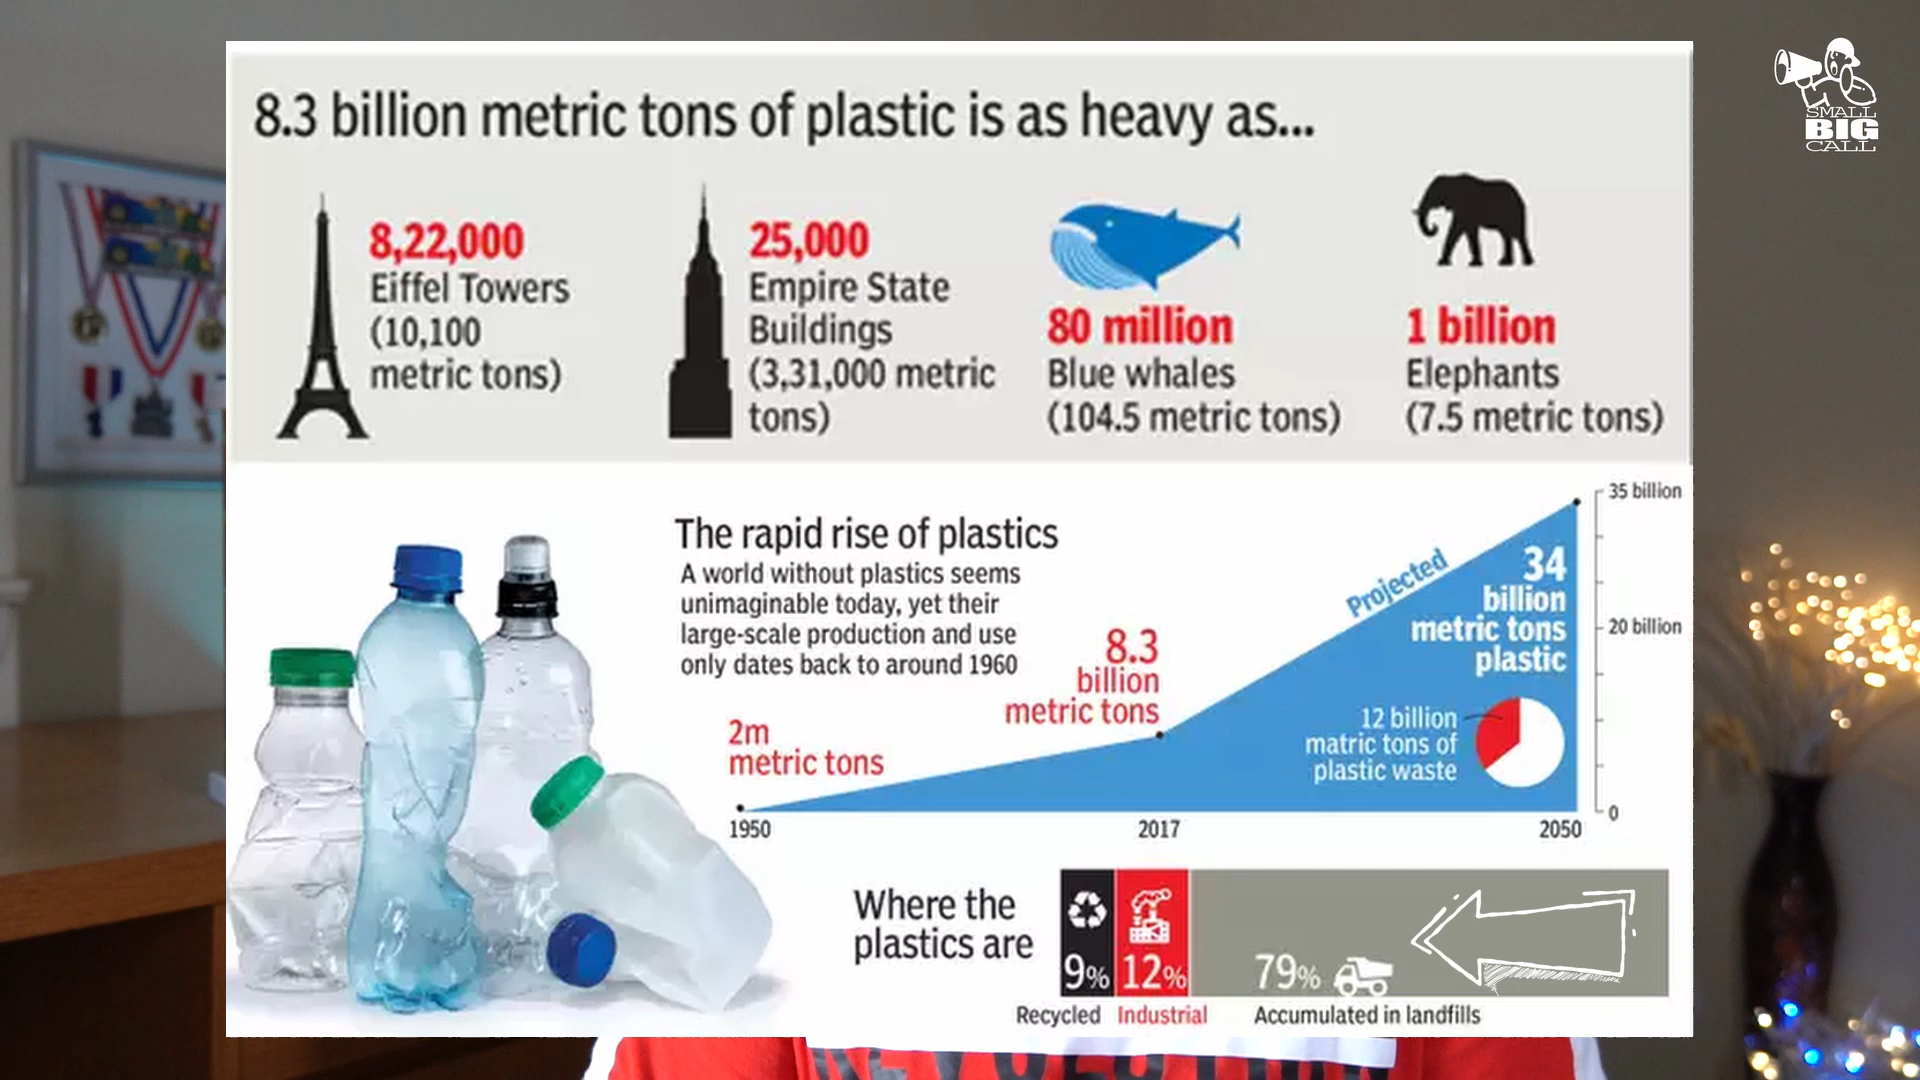 8.3 billion metric tons of plastic is as heavy as...
8,22,000
Eiffel Towers
(10,100
metric tons)
25,000
Empire State
Buildings
(3,31,000 metric
tons)
80 million
Blue whales
(104.5 metric tons)
1 billion
Elephants
(7.5 metric tons)
SMALL
BIG
CALL
The rapid rise of plastics
A world without plastics seems
unimaginable today, yet their
large-scale production and use
only dates back to around 1960
2m
metric tons
8.3
billion
metric tons
Projected
34
billion
metric tons
plastic
12 billion
matric tons of
plastic waste
35 billion
20 billion
0
1950
2017
2050
Where the
plastics are
9%
12%
79%
Recycled
Industrial
Accumulated in landfills